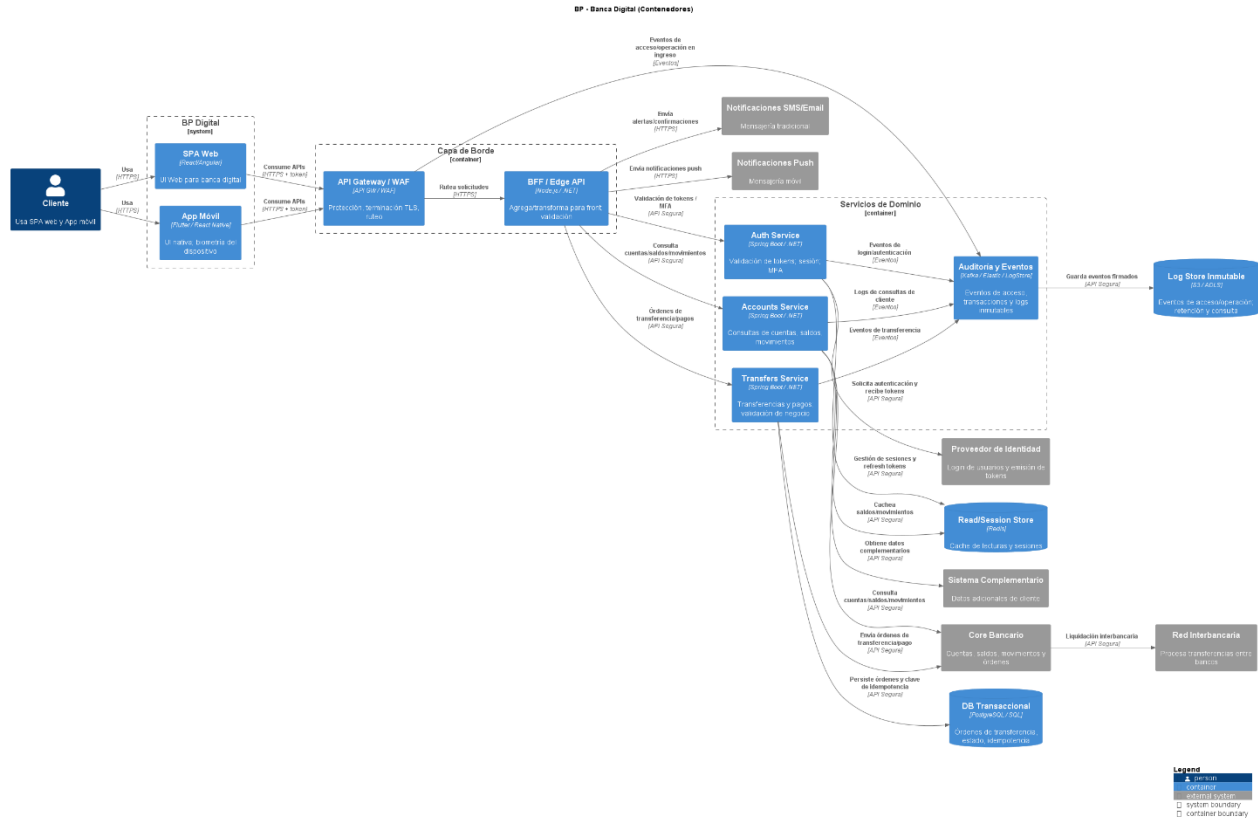 BP - Banca Digital (Contenedores)
Eventos de
acceso/operación en
ingreso
[Eventos]
BP Digital
[system]
SPA Web
[React/Angular]
UI Web para banca digital
App Móvil
[Flutter / React Native]
UI nativo, biometría del
dispositivo
Cliente
Usa SPA web y App móvil
Usa
[HTTPS]
Usa
[HTTPS]
Consume APIs
[HTTPS + token]
Consume APIs
[HTTPS + token]
Capa de Borde
[container]
API Gateway / WAF
[API GW / WAF]
Protección, terminación TLS,
ruteo
Rutea solicitudes
[HTTPS]
BFF / Edge API
[Node.js/ .NET]
Agrega/transforma para front
validación
Envía
alertas/confirmaciones
[HTTPS]
Envía notificaciones push
[HTTPS]
Validación de tokens /
MFA
[API Segura]
Consulta
cuentas/saldos/movimientos
[API Segura]
Órdenes de
transferencia/pagos
[API Segura]
Notificaciones SMS/Email
Mensajería tradicional
Notificaciones Push
Mensajería móvil
Servicios de Dominio
[container]
Auth Service
[Spring Boot / .NET]
Validación de tokens, sesión,
MFA
Accounts Service
[Spring Boot / .NET]
Consultas de cuentas, saldos
movimientos
Transfers Service
[Spring Boot / .NET]
Transferencias y pagos
validación de negocio
Eventos de
login/autenticación
[Eventos]
Logs de consultas de
cliente
[Eventos]
Eventos de transferencia
[Eventos]
Auditoría y Eventos
[Kafka / Elastic / LogStore]
Eventos de acceso,
transacciones y logs
inmutables
Guarda eventos firmados
[API Segura]
Log Store Inmutable
[S3 / ADLS]
Eventos de acceso/operación,
retención y consulta
Solicita autenticación y
recibe tokens
[API Segura]
Proveedor de Identidad
Login de usuarios y emisión de
tokens
Gestión de sesiones y
refresh tokens
[API Segura]
Cachea
saldos/movimientos
[API Segura]
Read/Session Store
[Redis]
Cache de lecturas y sesiones
Obtiene datos
complementarios
[API Segura]
Sistema Complementario
Datos adicionales de cliente
Consulta
cuentas/saldos/movimientos
[API Segura]
Envía órdenes de
transferencia/pago
[API Segura]
Core Bancario
Cuentas, saldos, movimientos y
órdenes
Liquidación interbancaria
[API Segura]
Red Interbancaria
Procesa transferencias entre
bancos
Persiste órdenes y clave
de idempotencia
[API Segura]
DB Transaccional
[PostgreSQL / SQL]
Órdenes de transferencia,
estado, idempotencia
Legend
person
container
external system
system boundary
container boundary